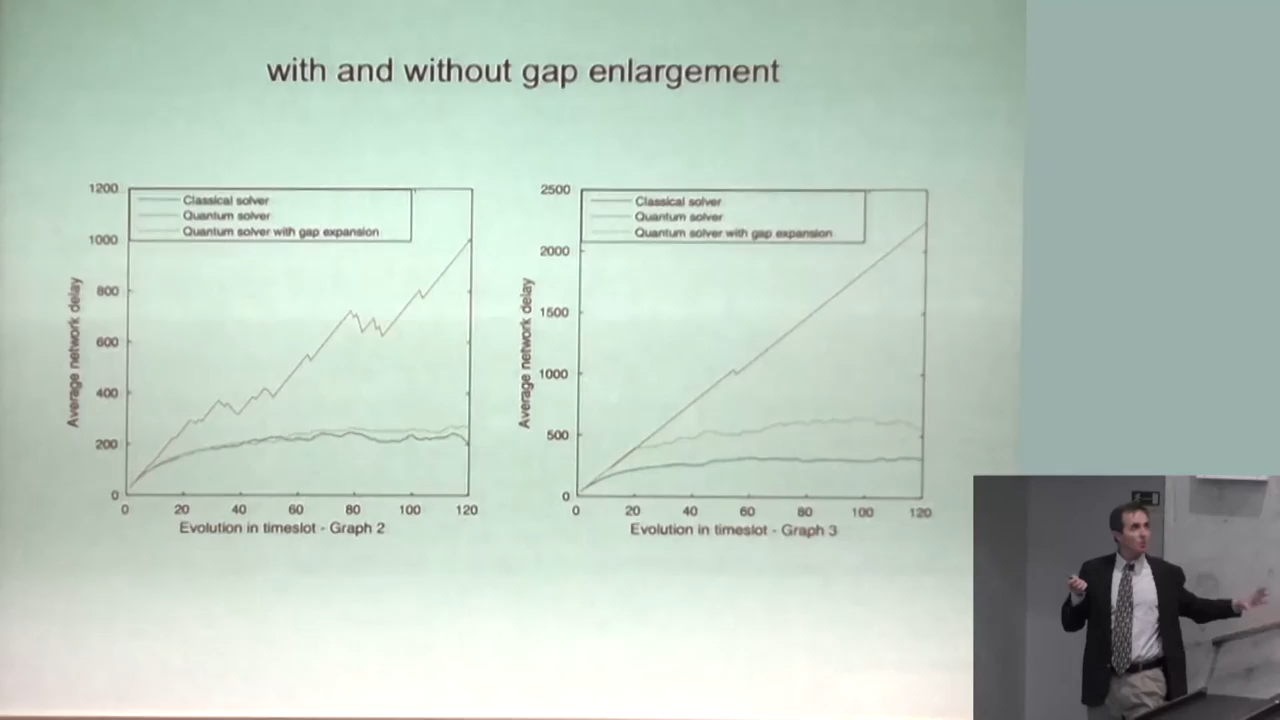 with and without gap enlargement
1200
1000
800
600
400
200
0
Average network delay
Classical solver
Quantum solver
Quantum solver with gap expansion
0 20 40 60 80 100 120
Evolution in timeslot - Graph 2
2500
2000
1500
1000
500
0
Average network delay
Classical solver
Quantum solver
Quantum solver with gap expansion
0 20 40 60 80 100 120
Evolution in timeslot - Graph 3